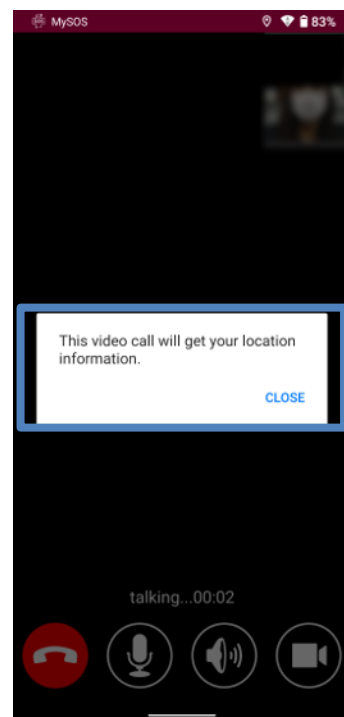 MySOS 83%
This video call will get your location
information.
CLOSE
talking...00:02